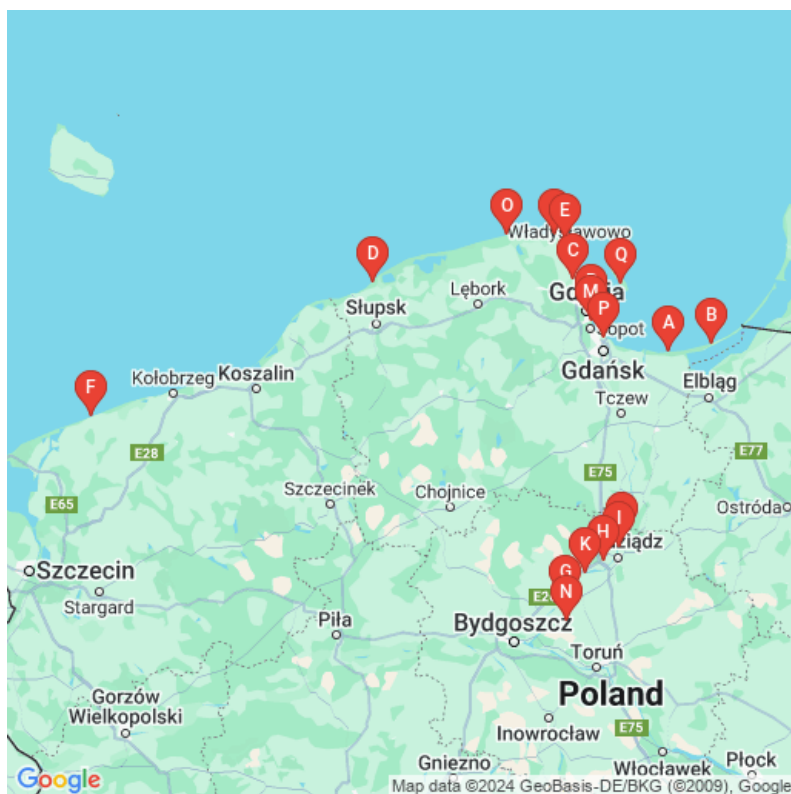 O
E
Władysławowo
D
C
Q
Lębork
M
Słupsk
P
A
B
Gdańsk
Elbląg
F
Kołobrzeg
Koszalin
Tczew
E28
E77
E75
Szczecinek
Chojnice
Ostróda
E65
I
H
K
Szczecin
G
Stargard
N
Piła
Bydgoszcz
Toruń
Gorzów
Wielkopolski
Poland
Inowrocław
E75
Gniezno
Włocławek
Płock
Google
Map data ©2024 GeoBasis-DE/BKG (©2009), Google